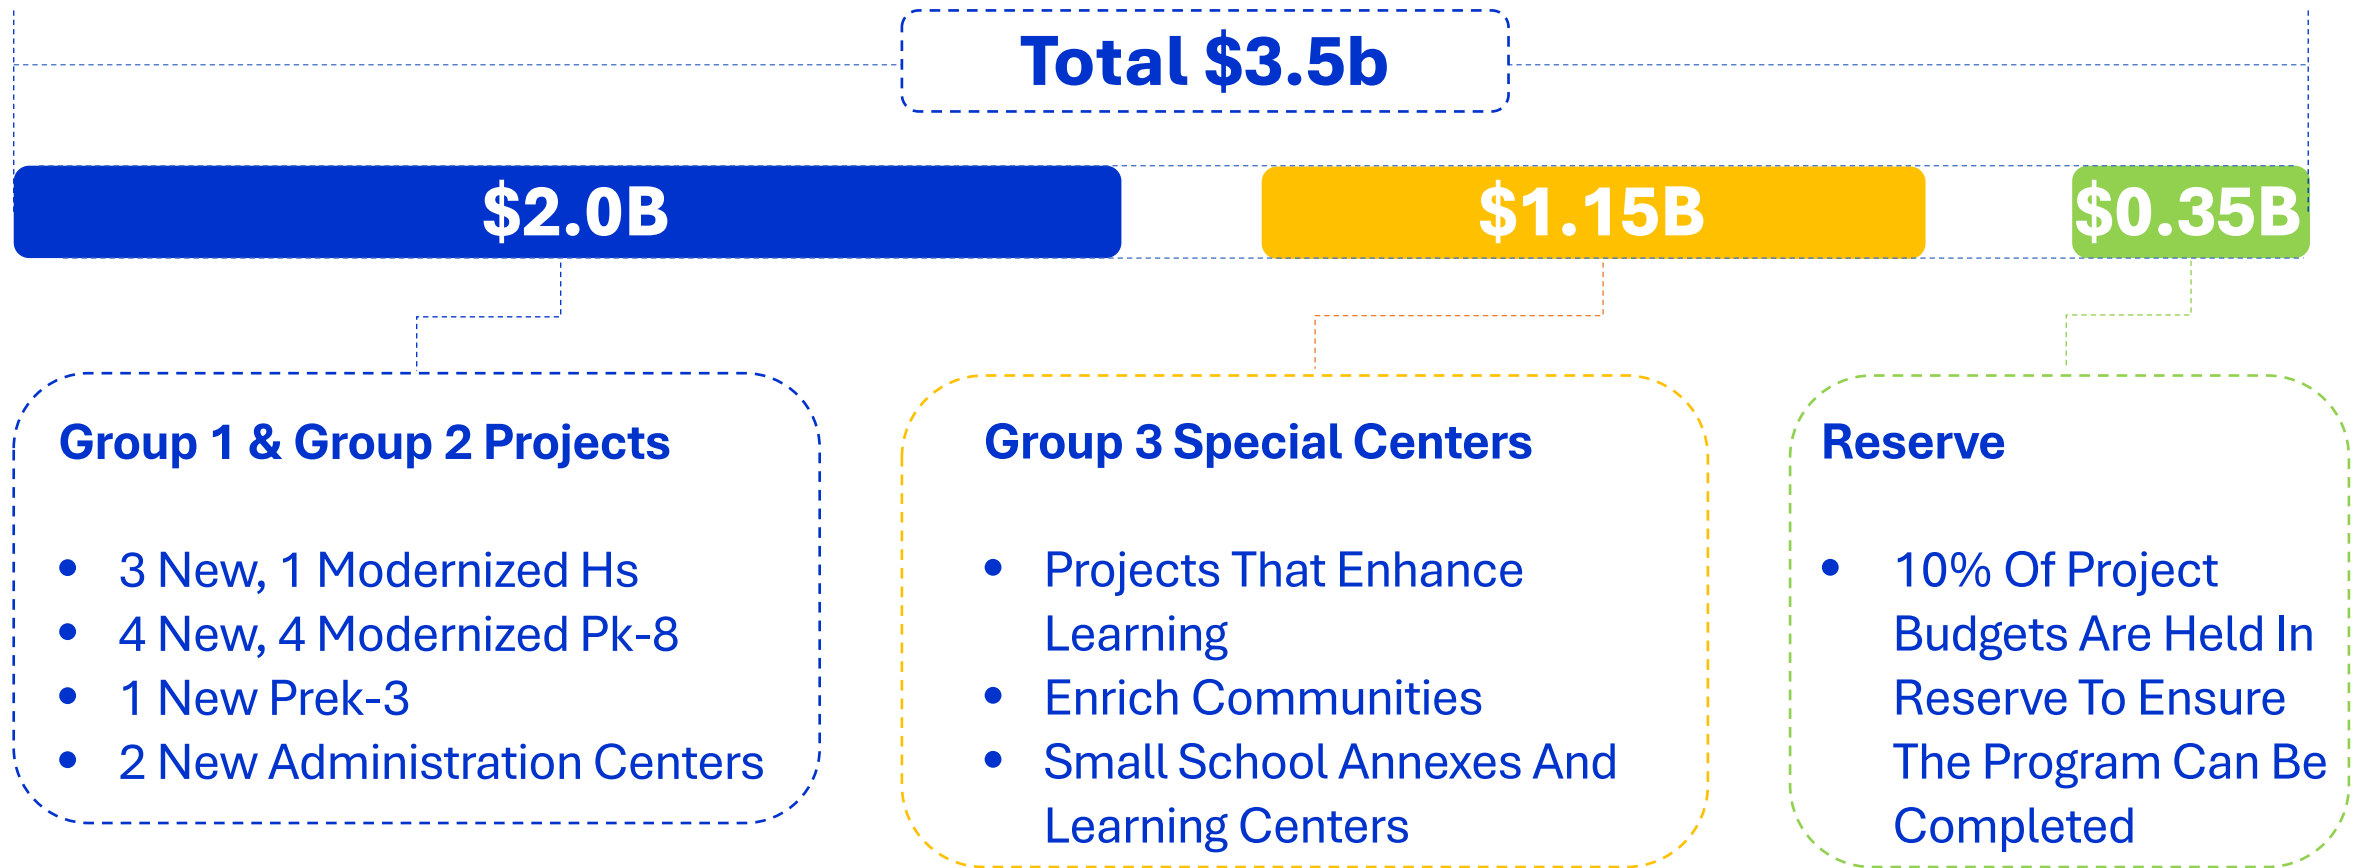 Total $3.5b
$2.0B
$1.15B
$0.35B
Group 1 & Group 2 Projects
• 3 New, 1 Modernized Hs
• 4 New, 4 Modernized Pk-8
• 1 New Prek-3
• 2 New Administration Centers
Group 3 Special Centers
• Projects That Enhance
Learning
• Enrich Communities
• Small School Annexes And
Learning Centers
Reserve
• 10% Of Project
Budgets Are Held In
Reserve To Ensure
The Program Can Be
Completed